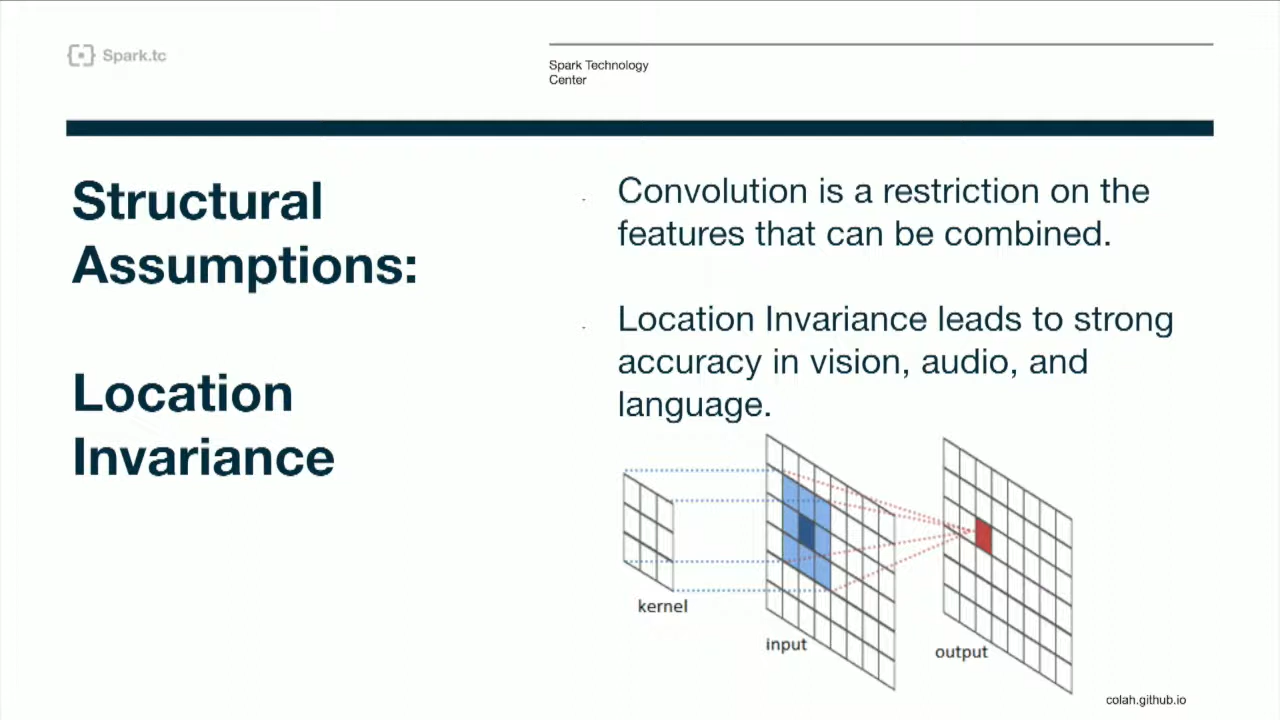 Spark.tc
Spark Technology
Center
Structural
Assumptions:
Location
Invariance
Convolution is a restriction on the
features that can be combined.
Location Invariance leads to strong
accuracy in vision, audio, and
language.
kernel
input
output
colah.github.io